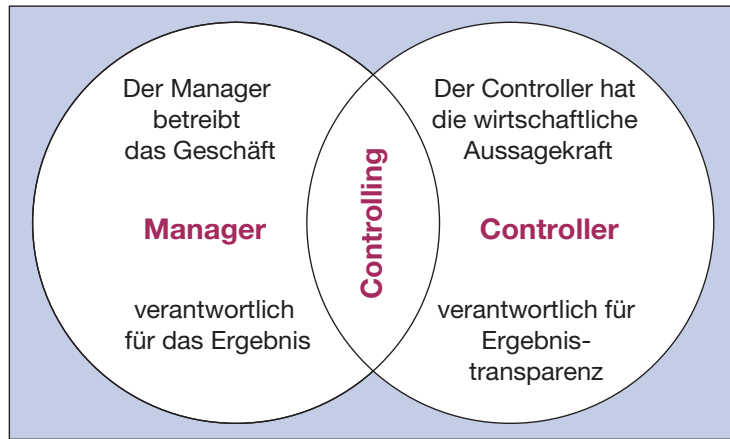 Der Manager
betreibt
das Geschäft
Manager
verantwortlich
für das Ergebnis
Controlling
Der Controller hat
die wirtschaftliche
Aussagekraft
Controller
verantwortlich für
Ergebnis-
transparenz